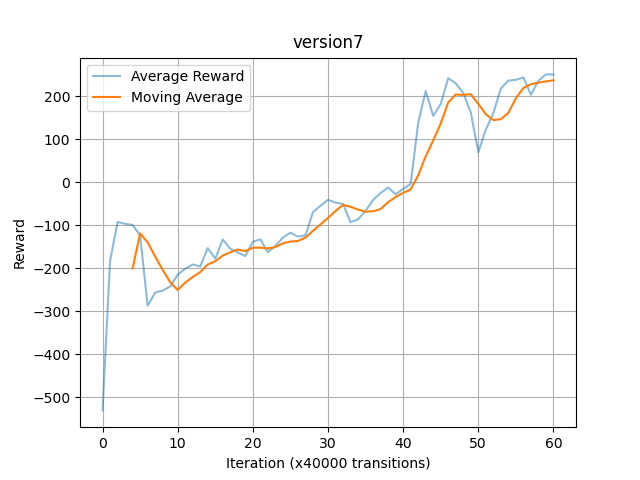 version7
Average Reward
Moving Average
200
100
0
−100
−200
−300
−400
−500
Reward
0 10 20 30 40 50 60
Iteration (x40000 transitions)